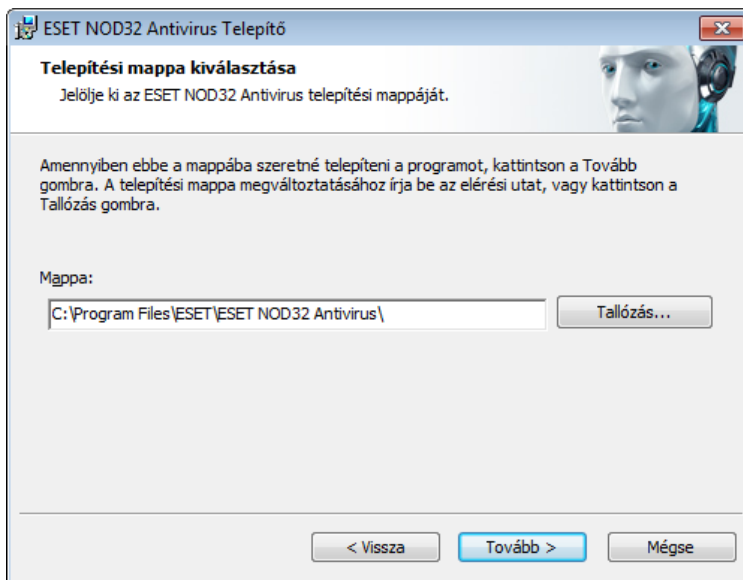 ESET NOD32 Antivirus Telepítő
Telepítési mappa kiválasztása
Jelölje ki az ESET NOD32 Antivirus telepítési mappáját.
Amennyiben ebbe a mappába szeretné telepíteni a programot, kattintson a Tovább
gombra. A telepítési mappa megváltoztatásához írja be az elérési utat, vagy kattintson a
Tallózás gombra.
Mappa:
C:\Program Files\ESET\ESET NOD32 Antivirus\
Tallózás...
< Vissza
Tovább >
Mégse